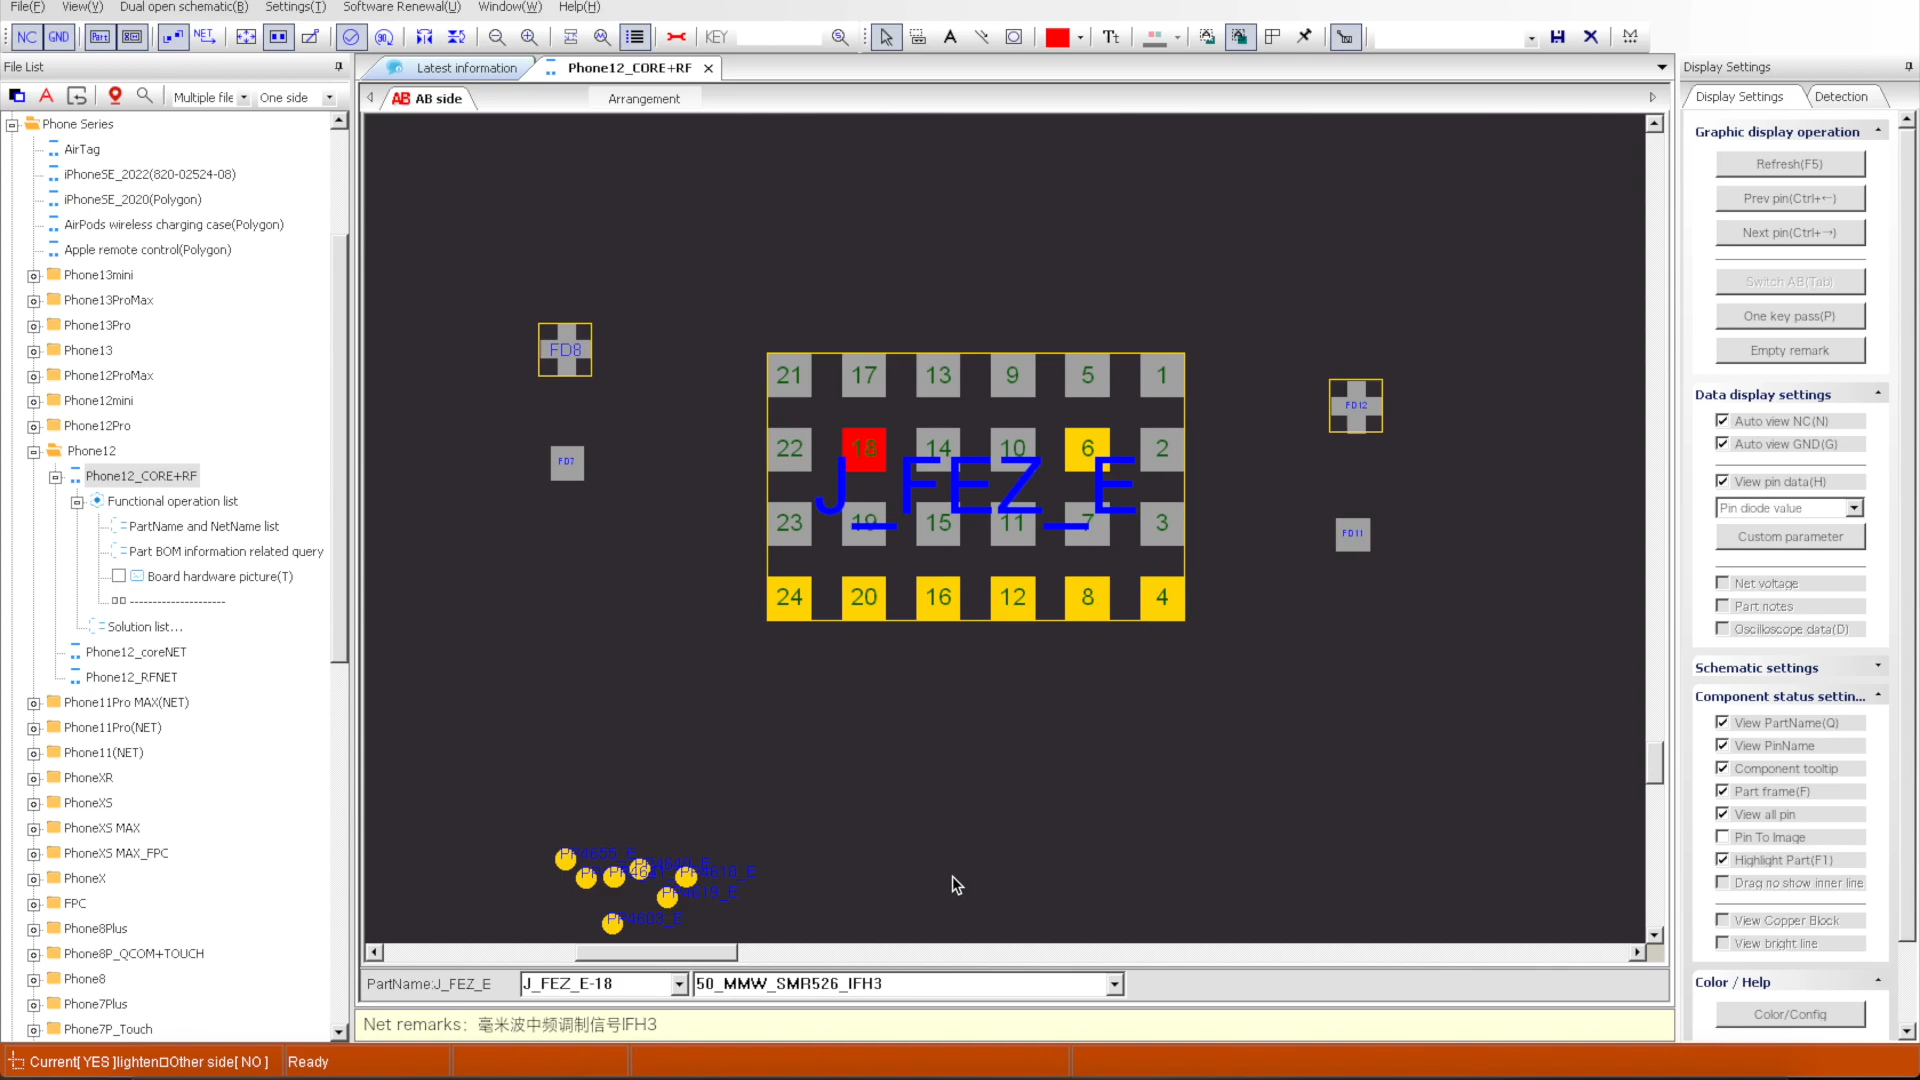 File(F) View(V) Dual open schematic(B) Settings(T) Software Renewal(U) Window(W) Help(H)
NC GND Part NET KEY A Tt
File List
Latest information Phone12_CORE+RF
Display Settings
Multiple file One side
AB AB side Arrangement
Display Settings Detection
Phone Series
AirTag
iPhoneSE_2022(820-02524-08)
iPhoneSE_2020(Polygon)
AirPods wireless charging case(Polygon)
Apple remote control(Polygon)
Phone13mini
Phone13ProMax
Phone13Pro
Phone13
Phone12ProMax
Phone12mini
Phone12Pro
Phone12
Phone12_CORE+RF
Functional operation list
PartName and NetName list
Part BOM information related query
Board hardware picture(T)
--------------------
Solution list...
Phone12_coreNET
Phone12_RFNET
Phone11Pro MAX(NET)
Phone11Pro(NET)
Phone11(NET)
PhoneXR
PhoneXS
PhoneXS MAX
PhoneXS MAX_FPC
PhoneX
FPC
Phone8Plus
Phone8P_QCOM+TOUCH
Phone8
Phone7Plus
Phone7P_Touch
FD8
FD7
21 17 13 9 5 1
22 18 14 10 6 2
J_FEZ_E
23 19 15 11 7 3
24 20 16 12 8 4
FD12
FD11
PP4655_E
PP4619_E
PP4603_E
PartName:J_FEZ_E J_FEZ_E-18 50_MMW_SMR526_IFH3
Net remarks: 毫米波中频调制信号IFH3
Graphic display operation
Refresh(F5)
Prev pin(Ctrl+←)
Next pin(Ctrl+→)
Switch AB(Tab)
One key pass(P)
Empty remark
Data display settings
Auto view NC(N)
Auto view GND(G)
View pin data(H)
Pin diode value
Custom parameter
Net voltage
Part notes
Oscilloscope data(D)
Schematic settings
Component status settin...
View PartName(Q)
View PinName
Component tooltip
Part frame(F)
View all pin
Pin To Image
Highlight Part(F1)
Drag no show inner line
View Copper Block
View bright line
Color / Help
Color/Config
Current[ YES ]lighten□Other side[ NO ] Ready